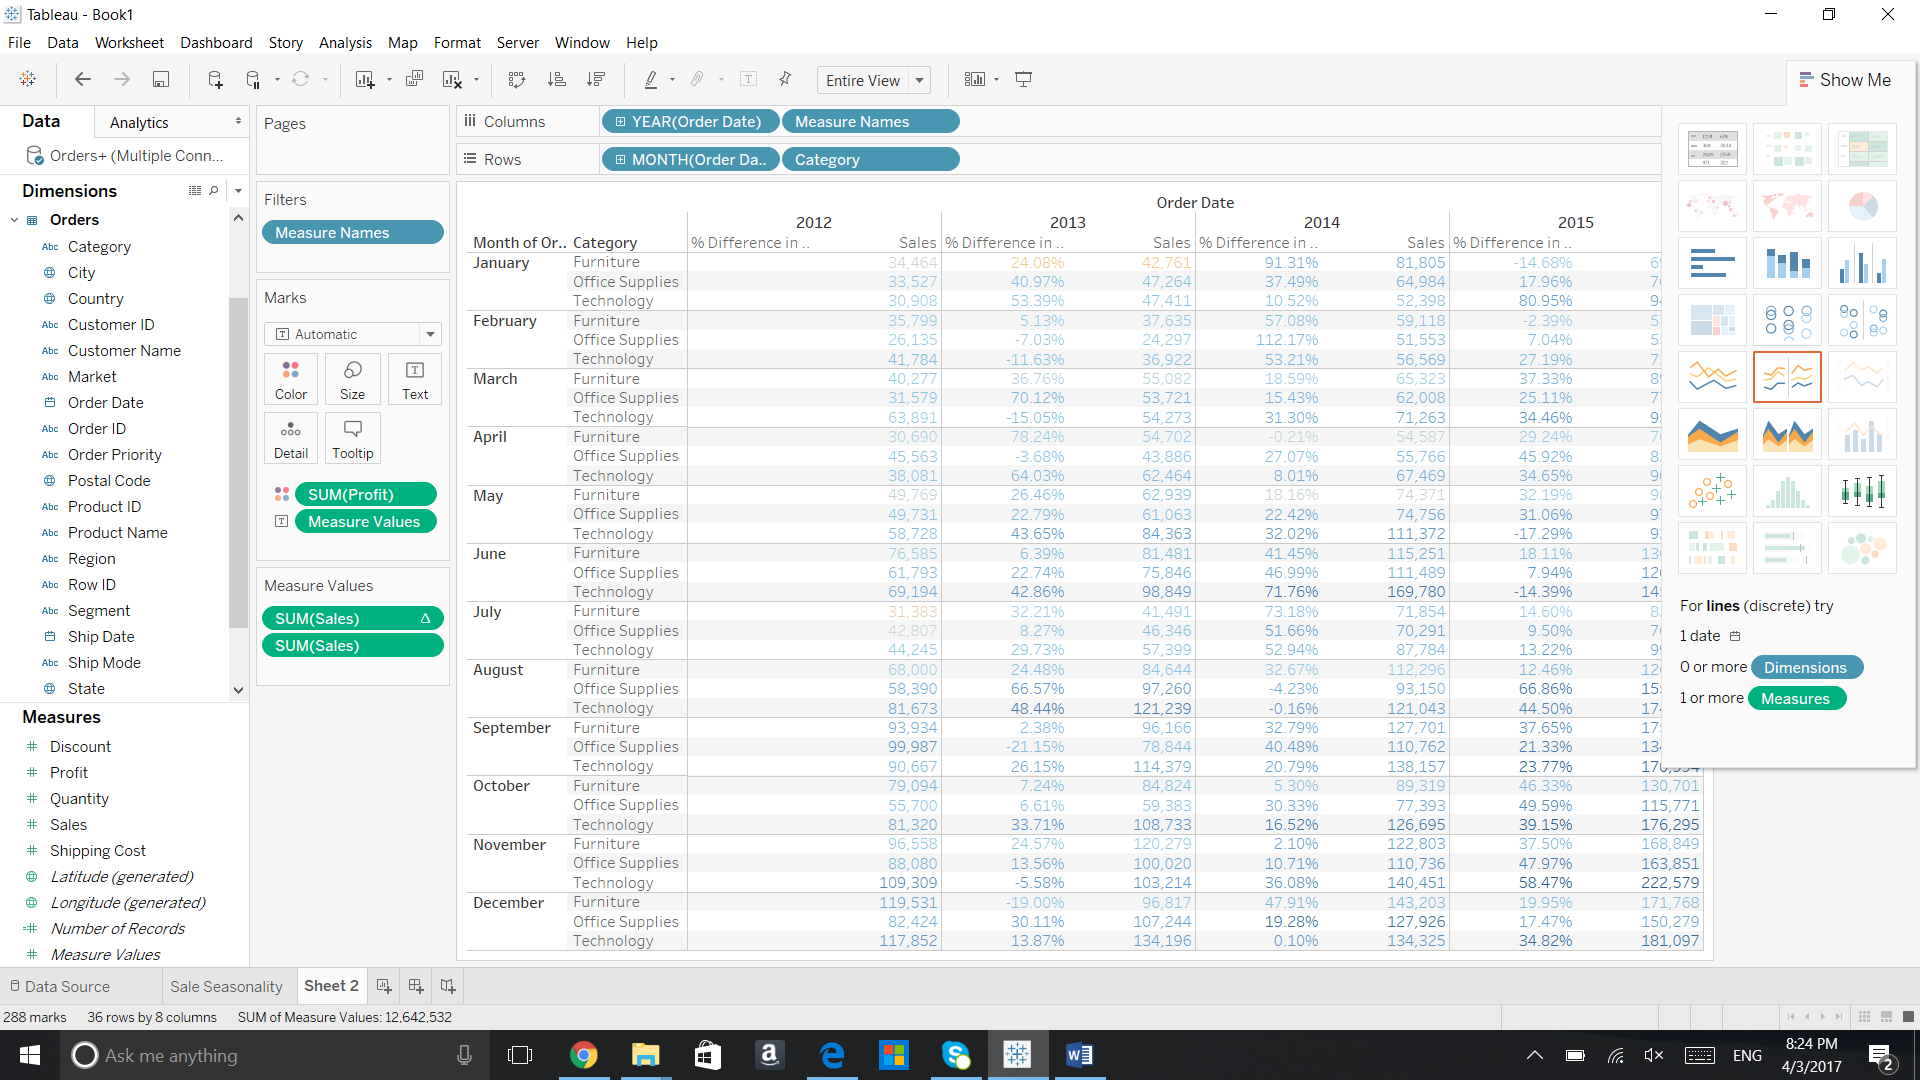 Tableau - Book1
File Data Worksheet Dashboard Story Analysis Map Format Server Window Help
Entire View
Show Me
Data Analytics
Orders+ (Multiple Conn...
Dimensions
Orders
Abc Category
City
Country
Abc Customer ID
Abc Customer Name
Abc Market
Order Date
Abc Order ID
Abc Order Priority
Postal Code
Abc Product ID
Abc Product Name
Abc Region
Abc Row ID
Abc Segment
Ship Date
Abc Ship Mode
State
Measures
Discount
Profit
Quantity
Sales
Shipping Cost
Latitude (generated)
Longitude (generated)
Number of Records
Measure Values
Pages
Filters
Measure Names
Marks
Automatic
Color Size Text
Detail Tooltip
SUM(Profit)
Measure Values
Measure Values
SUM(Sales) Δ
SUM(Sales)
Columns YEAR(Order Date) Measure Names
Rows MONTH(Order Da.. Category
Order Date
2012 2013 2014 2015
Month of Or.. Category % Difference in .. Sales % Difference in .. Sales % Difference in .. Sales % Difference in ..
January Furniture 34,464 24.08% 42,761 91.31% 81,805 -14.68%
Office Supplies 33,527 40.97% 47,264 37.49% 64,984 17.96%
Technology 30,908 53.39% 47,411 10.52% 52,398 80.95%
February Furniture 35,799 5.13% 37,635 57.08% 59,118 -2.39%
Office Supplies 26,135 -7.03% 24,297 112.17% 51,553 7.04%
Technology 41,784 -11.63% 36,922 53.21% 56,569 27.19%
March Furniture 40,277 36.76% 55,082 18.59% 65,323 37.33%
Office Supplies 31,579 70.12% 53,721 15.43% 62,008 25.11%
Technology 63,891 -15.05% 54,273 31.30% 71,263 34.46%
April Furniture 30,690 78.24% 54,702 -0.21% 54,587 29.24%
Office Supplies 45,563 -3.68% 43,886 27.07% 55,766 45.92%
Technology 38,081 64.03% 62,464 8.01% 67,469 34.65%
May Furniture 49,769 26.46% 62,939 18.16% 74,371 32.19%
Office Supplies 49,731 22.79% 61,063 22.42% 74,756 31.06%
Technology 58,728 43.65% 84,363 32.02% 111,372 -17.29%
June Furniture 76,585 6.39% 81,481 41.45% 115,251 18.11%
Office Supplies 61,793 22.74% 75,846 46.99% 111,489 7.94%
Technology 69,194 42.86% 98,849 71.76% 169,780 -14.39%
July Furniture 31,383 32.21% 41,491 73.18% 71,854 14.60%
Office Supplies 42,807 8.27% 46,346 51.66% 70,291 9.50%
Technology 44,245 29.73% 57,399 52.94% 87,784 13.22%
August Furniture 68,000 24.48% 84,644 32.67% 112,296 12.46%
Office Supplies 58,390 66.57% 97,260 -4.23% 93,150 66.86%
Technology 81,673 48.44% 121,239 -0.16% 121,043 44.50%
September Furniture 93,934 2.38% 96,166 32.79% 127,701 37.65%
Office Supplies 99,987 -21.15% 78,844 40.48% 110,762 21.33%
Technology 90,667 26.15% 114,379 20.79% 138,157 23.77%
October Furniture 79,094 7.24% 84,824 5.30% 89,319 46.33% 130,701
Office Supplies 55,700 6.61% 59,383 30.33% 77,393 49.59% 115,771
Technology 81,320 33.71% 108,733 16.52% 126,695 39.15% 176,295
November Furniture 96,558 24.57% 120,279 2.10% 122,803 37.50% 168,849
Office Supplies 88,080 13.56% 100,020 10.71% 110,736 47.97% 163,851
Technology 109,309 -5.58% 103,214 36.08% 140,451 58.47% 222,579
December Furniture 119,531 -19.00% 96,817 47.91% 143,203 19.95% 171,768
Office Supplies 82,424 30.11% 107,244 19.28% 127,926 17.47% 150,279
Technology 117,852 13.87% 134,196 0.10% 134,325 34.82% 181,097
For lines (discrete) try
1 date
0 or more Dimensions
1 or more Measures
Data Source Sale Seasonality Sheet 2
288 marks 36 rows by 8 columns SUM of Measure Values: 12,642,532
Ask me anything
ENG
8:24 PM
4/3/2017
2